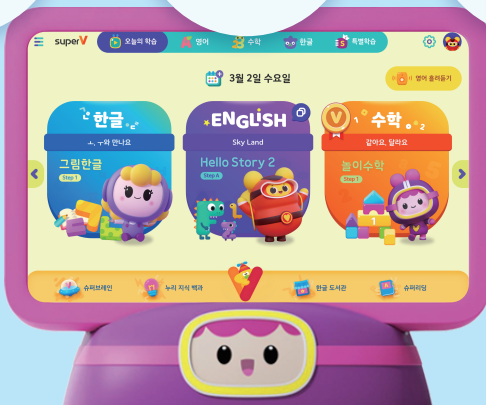 superV
오늘의 학습
영어
수학
한글
특별학습
3월 2일 수요일
영어 흘려듣기
한글
ㅗ, ㅜ와 만나요
그림한글
Step 1
ENGLISH
Sky Land
Hello Story 2
Step A
수학
같아요, 달라요
놀이수학
Step 1
슈퍼브레인
누리 지식 백과
한글 도서관
슈퍼리딩